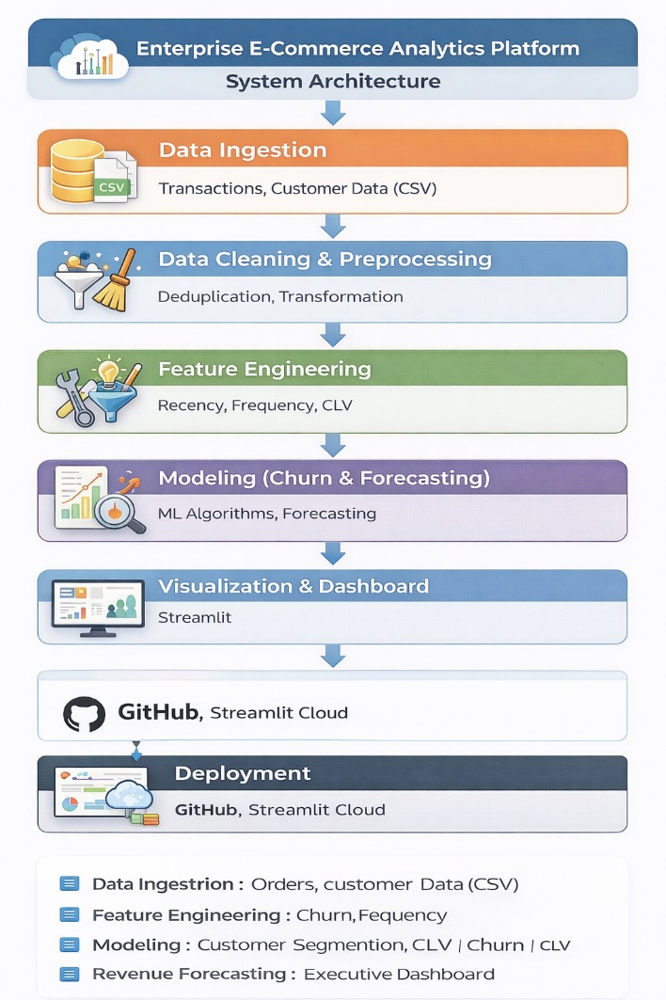 Enterprise E-Commerce Analytics Platform
System Architecture
Data Ingestion
CSV
Transactions, Customer Data (CSV)
Data Cleaning & Preprocessing
Deduplication, Transformation
Feature Engineering
Recency, Frequency, CLV
Modeling (Churn & Forecasting)
ML Algorithms, Forecasting
Visualization & Dashboard
Streamlit
GitHub, Streamlit Cloud
Deployment
GitHub, Streamlit Cloud
Data Ingestrion : Orders, customer Data (CSV)
Feature Engineering : Churn, Fequency
Modeling : Custorner Segmention, CLV | Churn | CLV
Revenue Forecasting : Executive Dashboard